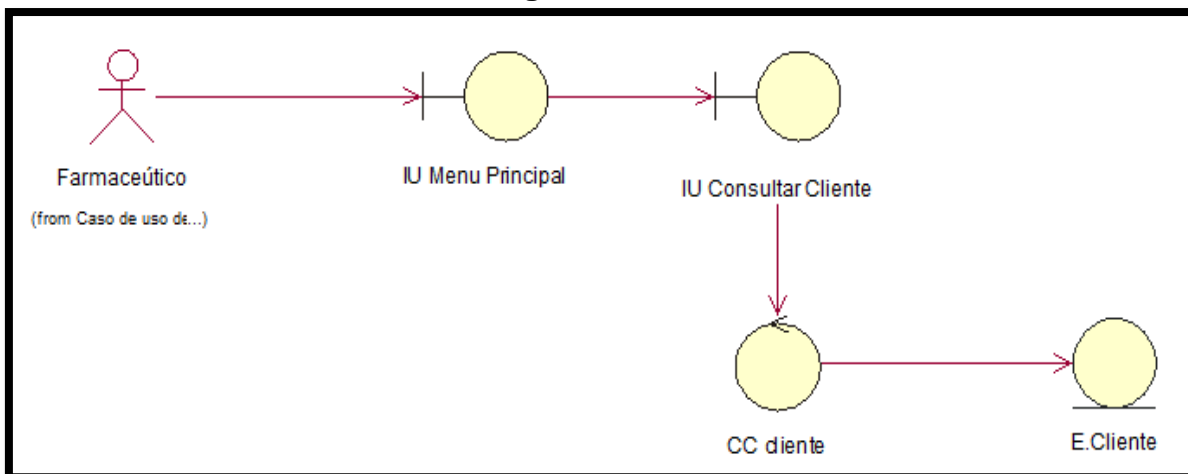 Farmaceútico
(from Caso de uso de...)
IU Menu Principal
IU Consultar Cliente
CC cliente
E.Cliente